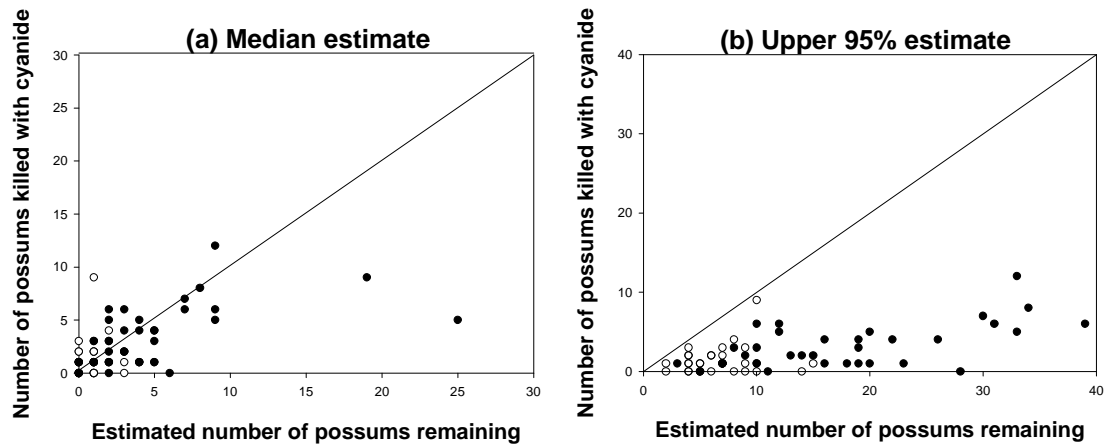 (a) Median estimate
Number of possums killed with cyanide
30
25
20
15
10
5
0
0 5 10 15 20 25 30
Estimated number of possums remaining
(b) Upper 95% estimate
Number of possums killed with cyanide
40
30
20
10
0
0 10 20 30 40
Estimated number of possums remaining